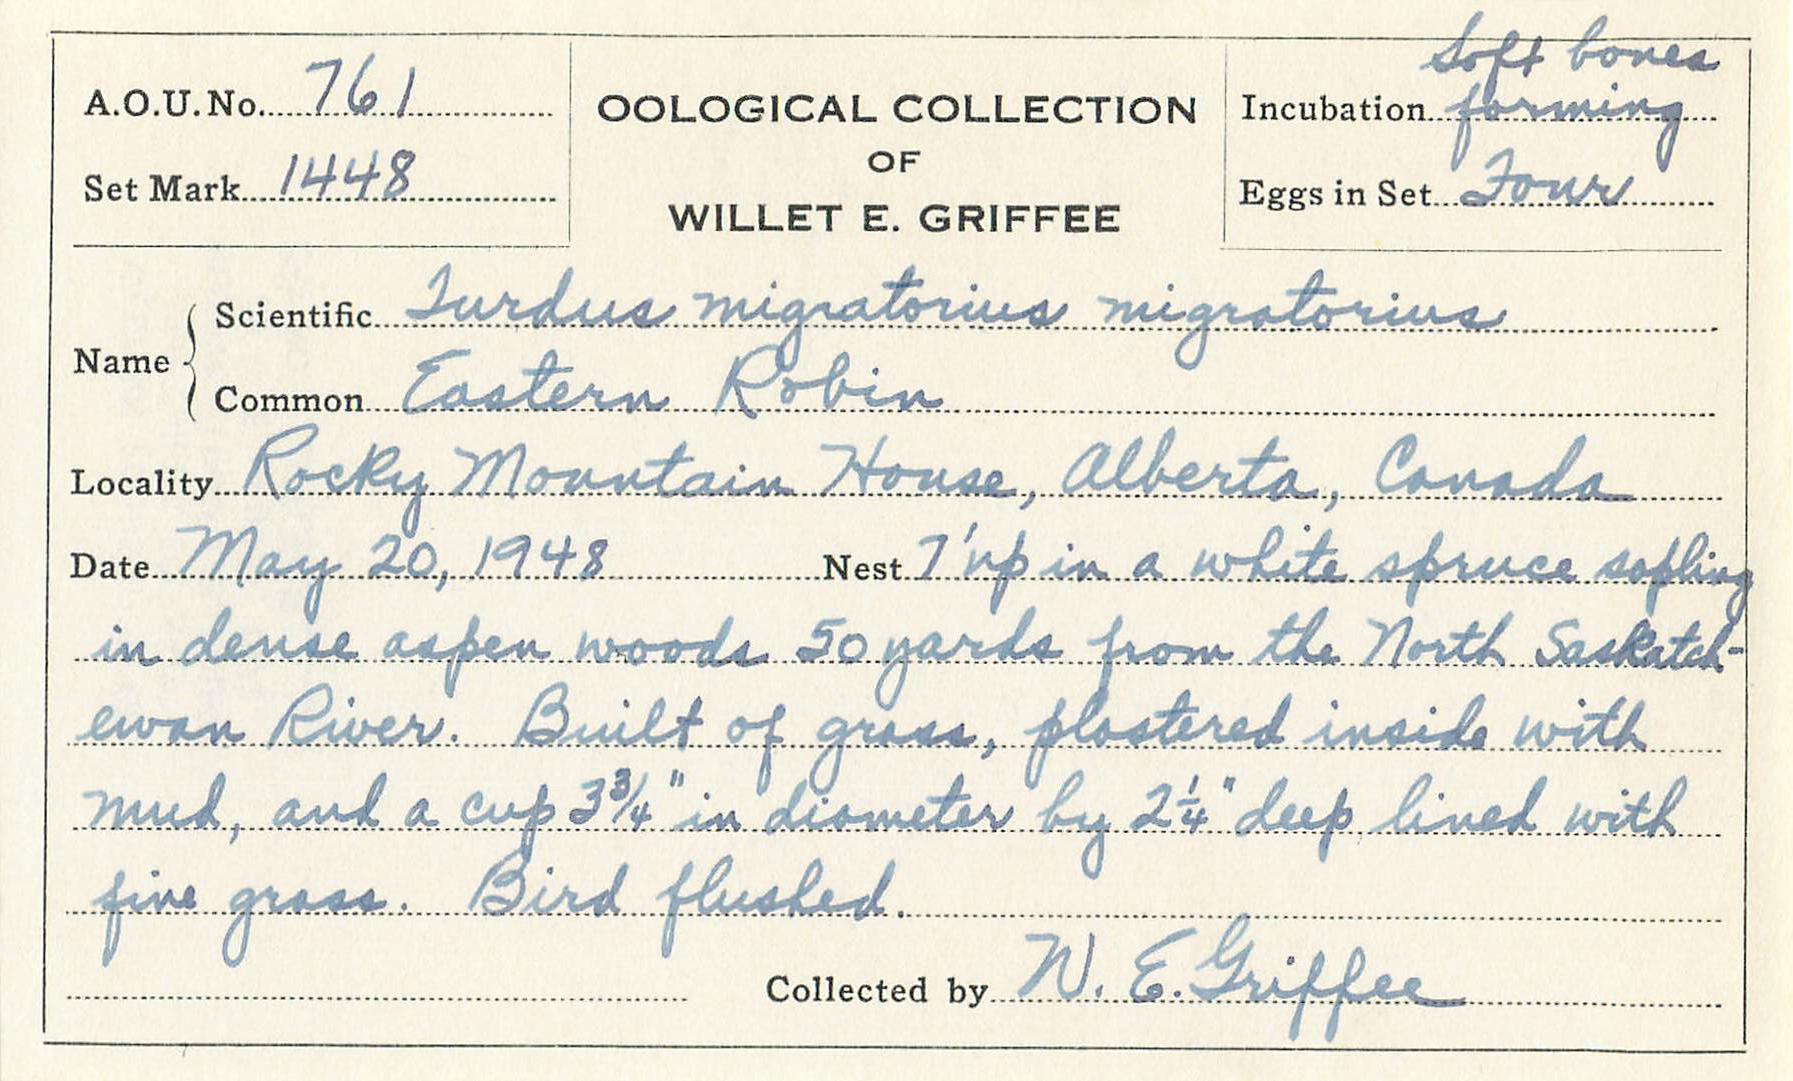 A.O.U. No. 761
Set Mark 1448
OOLOGICAL COLLECTION
OF
WILLET E. GRIFFEE
Incubation Soft bones
forming
Eggs in Set Four
Name
Scientific Turdus migratorius migratorius
Common Eastern Robin
Locality Rocky Mountain House, Alberta, Canada
Date May 20, 1948 Nest 7' up in a white spruce sapling
in dense aspen woods 50 yards from the North Saskatch-
ewan River. Built of grass, plastered inside with
mud, and a cup 3 3/4" in diameter by 2 1/4" deep lined with
fine grass. Bird flushed.
Collected by W. E. Griffee